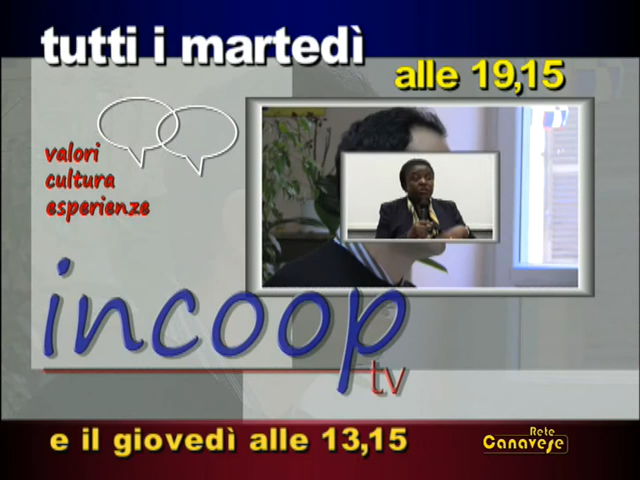 tutti i martedì
alle 19,15
valori
cultura
esperienze
incoop
tv
e il giovedì alle 13,15
Rete
Canavese